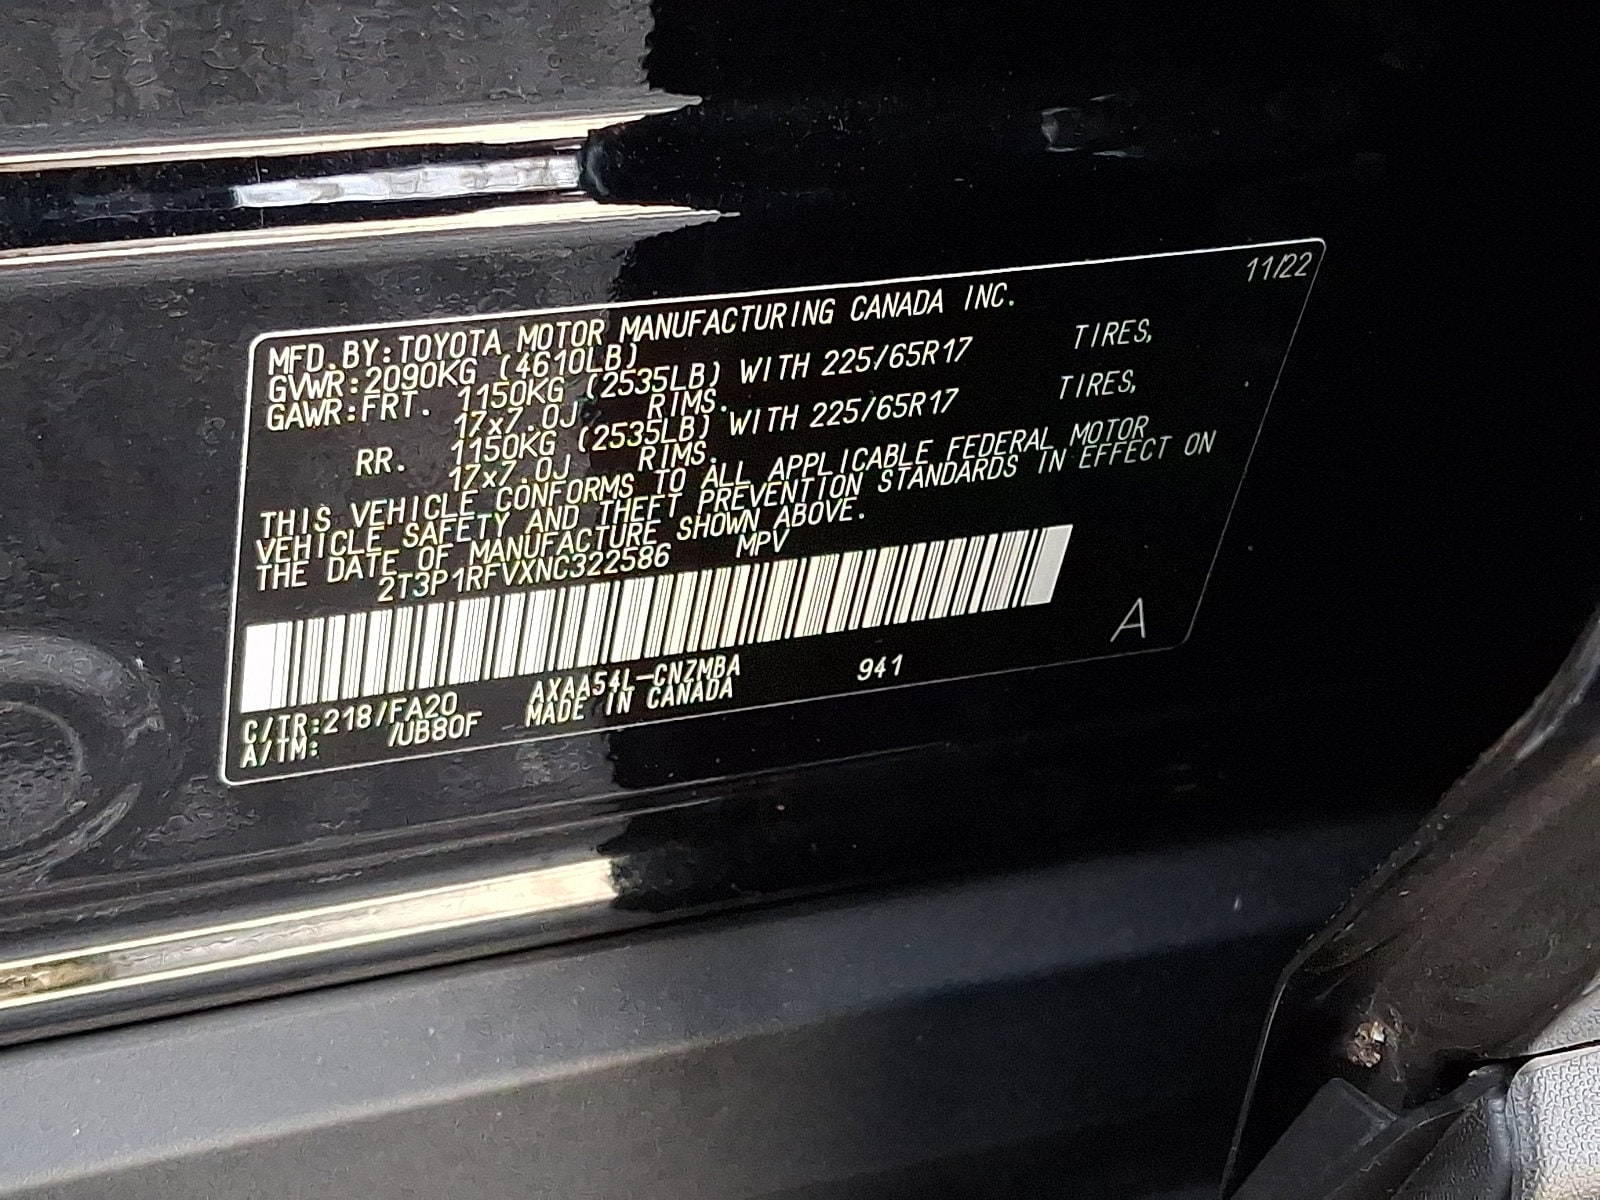 11/22
MFD.BY:TOYOTA MOTOR MANUFACTURING CANADA INC.
GVWR:2090KG (4610LB)
GAWR:FRT. 1150KG (2535LB) WITH 225/65R17 TIRES,
17x7.0J RIMS.
RR. 1150KG (2535LB) WITH 225/65R17 TIRES,
17x7.0J RIMS.
THIS VEHICLE CONFORMS TO ALL APPLICABLE FEDERAL MOTOR
VEHICLE SAFETY AND THEFT PREVENTION STANDARDS IN EFFECT ON
THE DATE OF MANUFACTURE SHOWN ABOVE.
2T3P1RFVXNC322586 MPV
A
C/TR:218/FA20 AXAA54L-CNZMBA 941
A/TM: /UB80F MADE IN CANADA